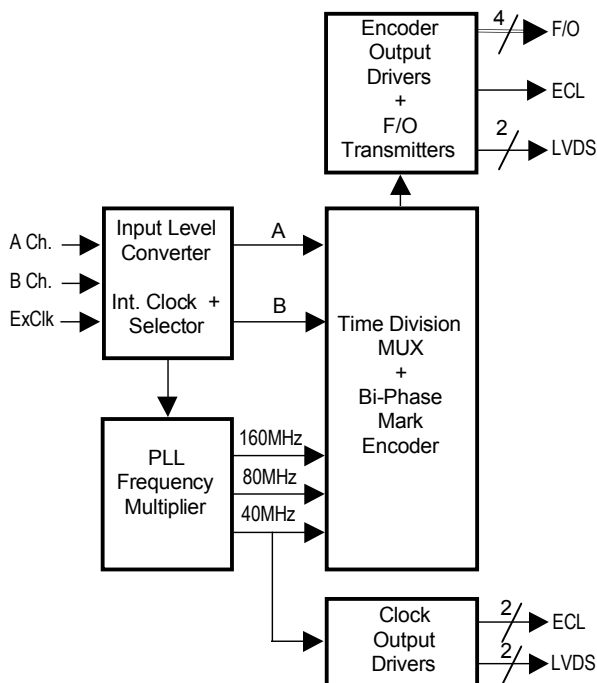 Encoder
Output
Drivers
+
F/O
Transmitters
4
F/O
ECL
2
LVDS
A Ch.
B Ch.
ExClk
Input Level
Converter
Int. Clock +
Selector
A
B
Time Division
MUX
+
Bi-Phase
Mark
Encoder
PLL
Frequency
Multiplier
160MHz
80MHz
40MHz
Clock
Output
Drivers
2
ECL
2
LVDS